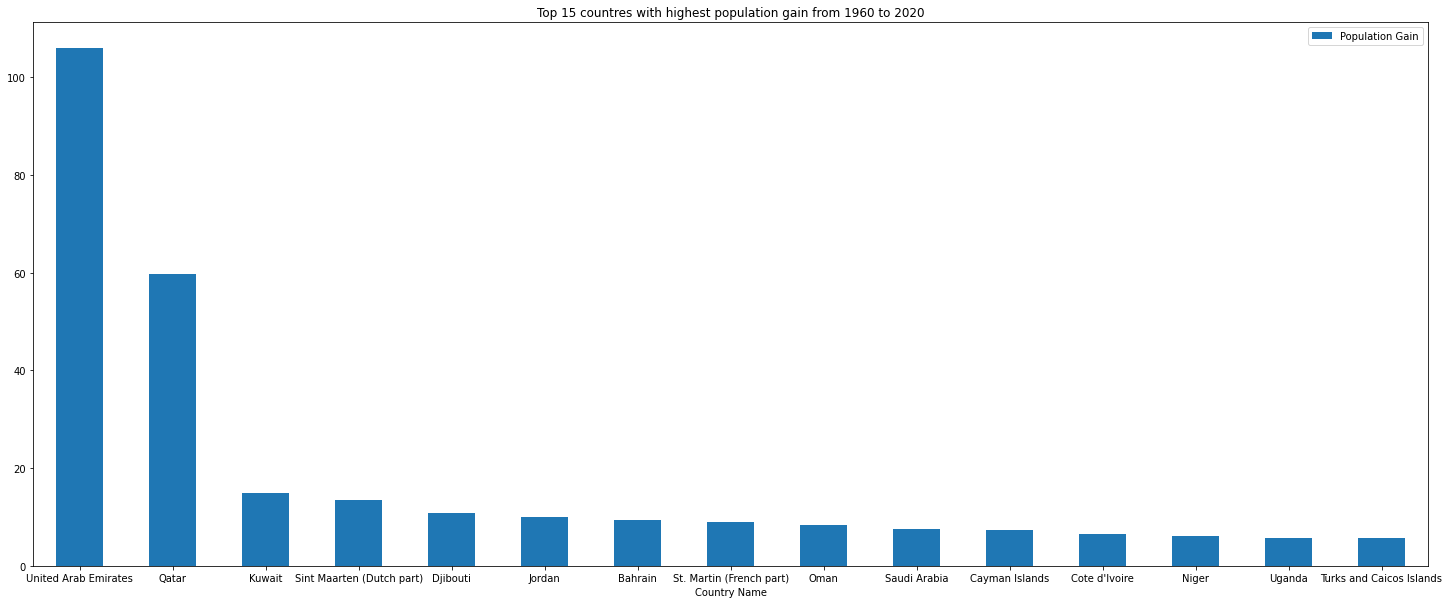 Top 15 countres with highest population gain from 1960 to 2020
Population Gain
100
80
60
40
20
0
United Arab Emirates Qatar Kuwait Sint Maarten (Dutch part) Djibouti Jordan Bahrain St. Martin (French part) Oman Saudi Arabia Cayman Islands Cote d'Ivoire Niger Uganda Turks and Caicos Islands
Country Name